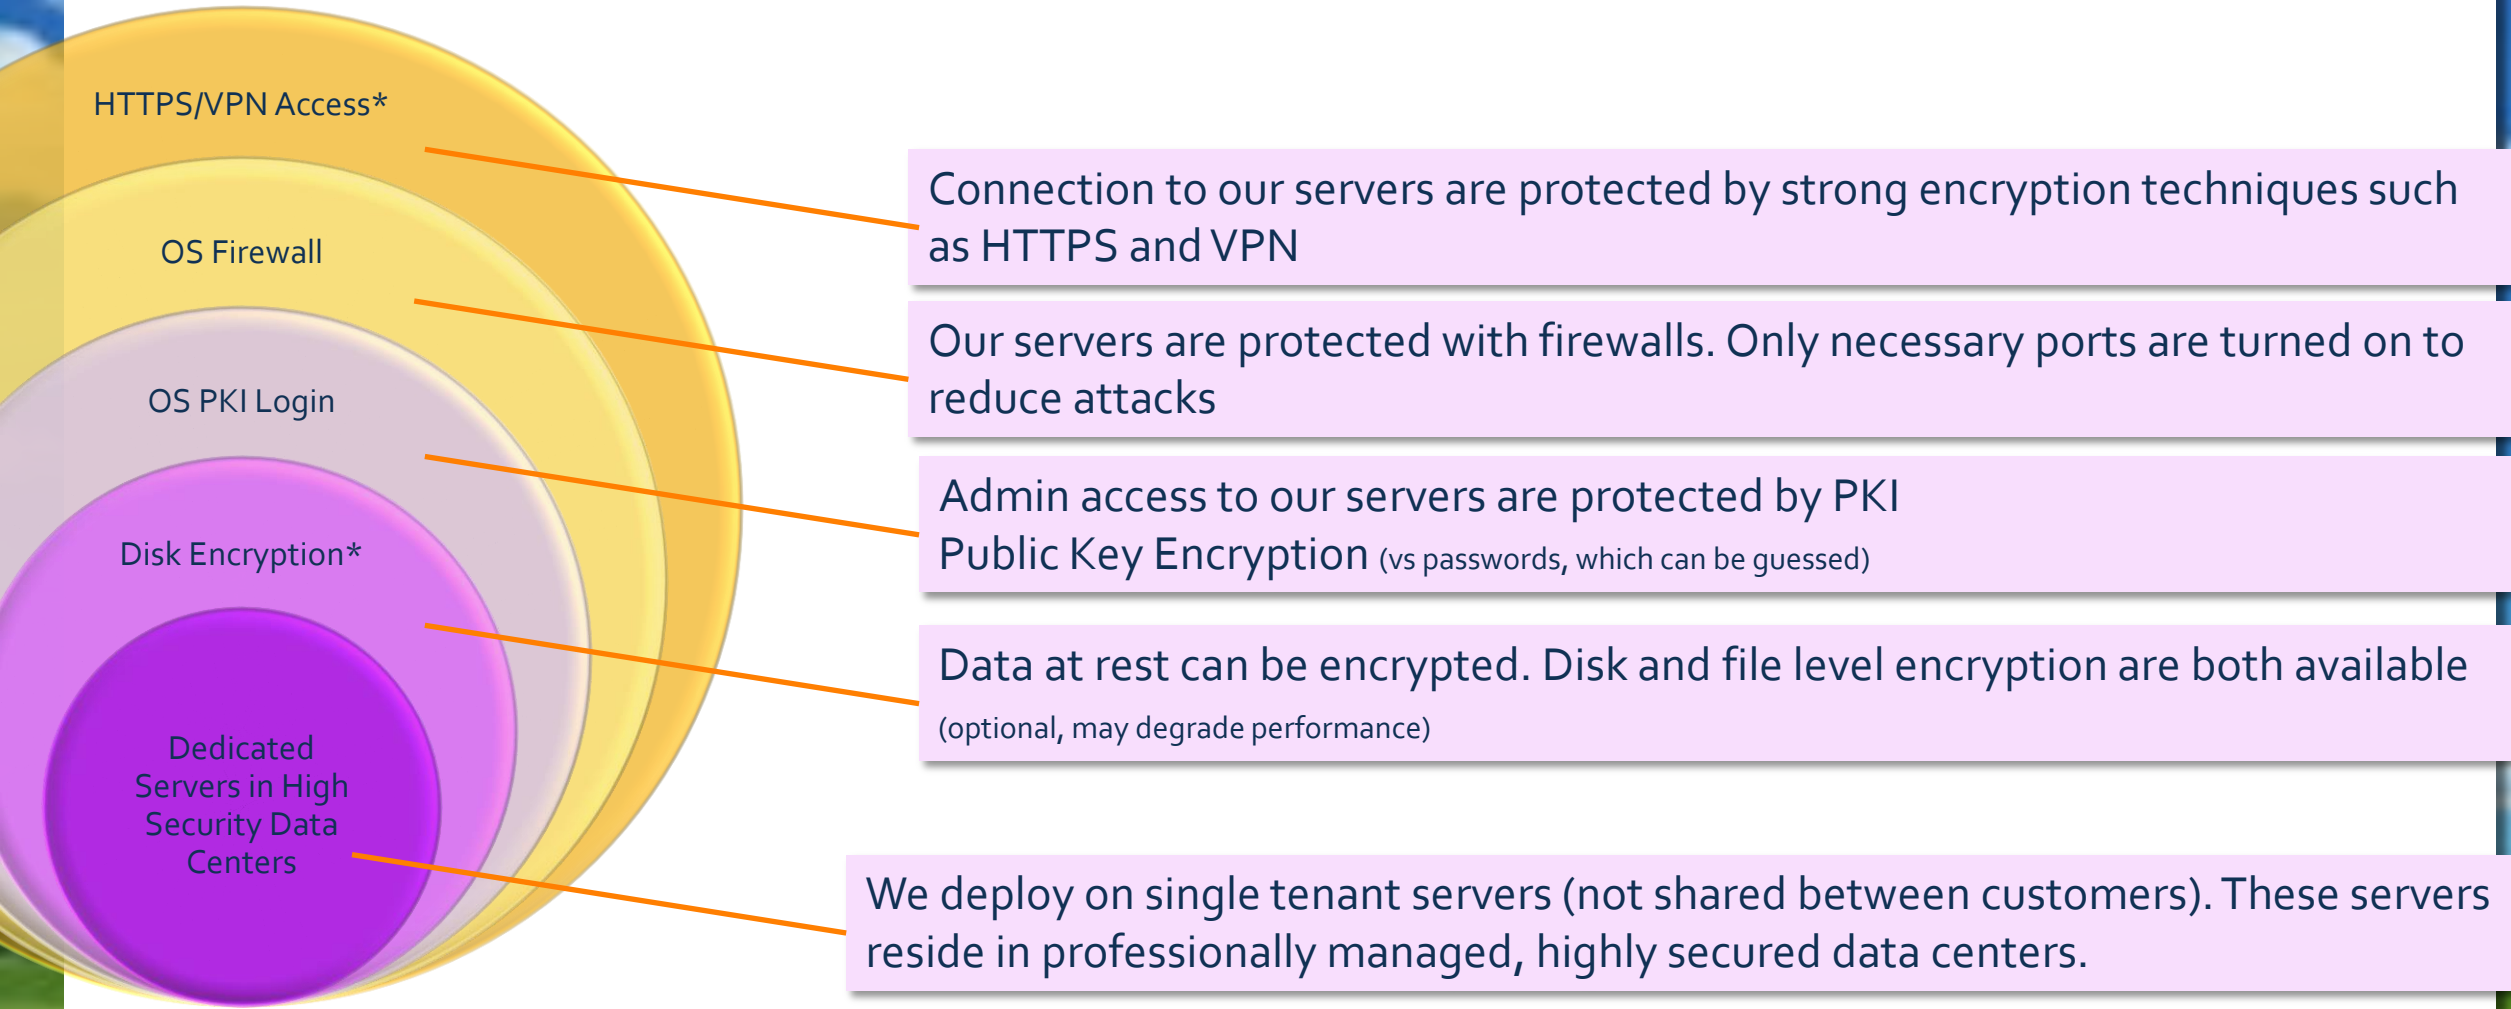 HTTPS/VPN Access*
OS Firewall
OS PKI Login
Disk Encryption*
Dedicated
Servers in High
Security Data
Centers
Connection to our servers are protected by strong encryption techniques such
as HTTPS and VPN
Our servers are protected with firewalls. Only necessary ports are turned on to
reduce attacks
Admin access to our servers are protected by PKI
Public Key Encryption (vs passwords, which can be guessed)
Data at rest can be encrypted. Disk and file level encryption are both available
(optional, may degrade performance)
We deploy on single tenant servers (not shared between customers). These servers
reside in professionally managed, highly secured data centers.